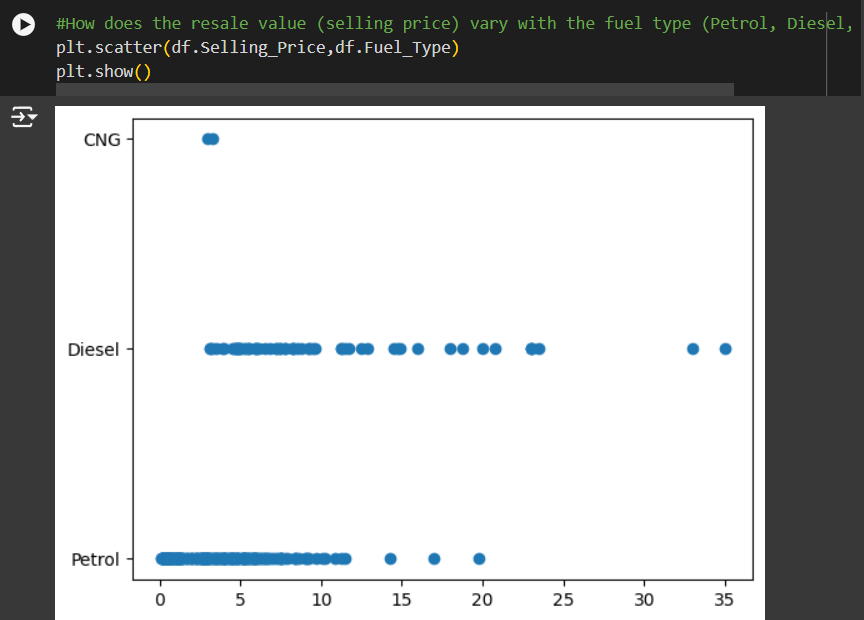 #How does the resale value (selling price) vary with the fuel type (Petrol, Diesel,
plt.scatter(df.Selling_Price,df.Fuel_Type)
plt.show()
CNG
Diesel
Petrol
0 5 10 15 20 25 30 35